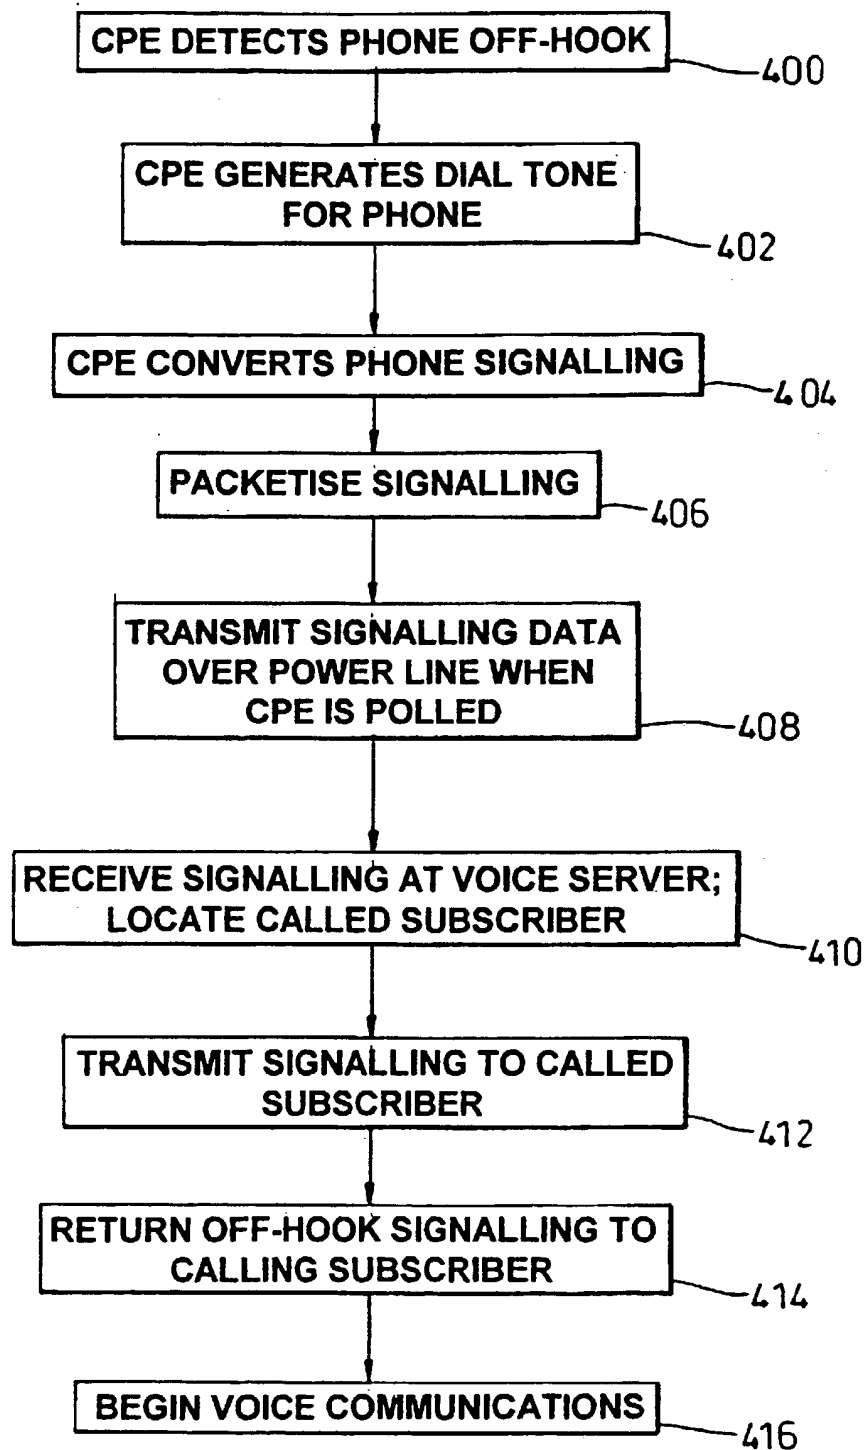 CPE DETECTS PHONE OFF-HOOK
400
CPE GENERATES DIAL TONE
FOR PHONE
402
CPE CONVERTS PHONE SIGNALLING
404
PACKETISE SIGNALLING
406
TRANSMIT SIGNALLING DATA
OVER POWER LINE WHEN
CPE IS POLLED
408
RECEIVE SIGNALLING AT VOICE SERVER;
LOCATE CALLED SUBSCRIBER
410
TRANSMIT SIGNALLING TO CALLED
SUBSCRIBER
412
RETURN OFF-HOOK SIGNALLING TO
CALLING SUBSCRIBER
414
BEGIN VOICE COMMUNICATIONS
416